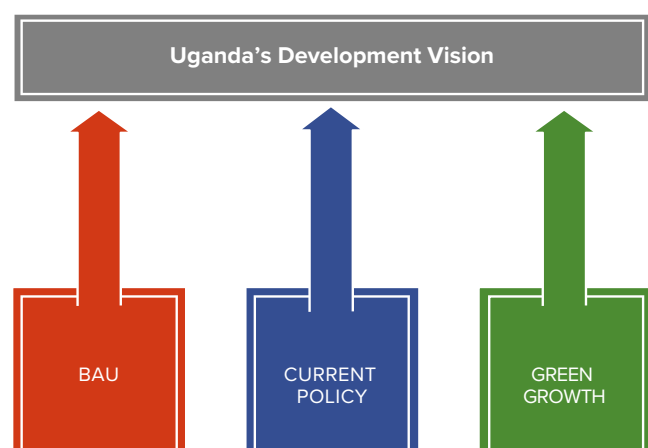 Uganda’s Development Vision
BAU
CURRENT
POLICY
GREEN
GROWTH